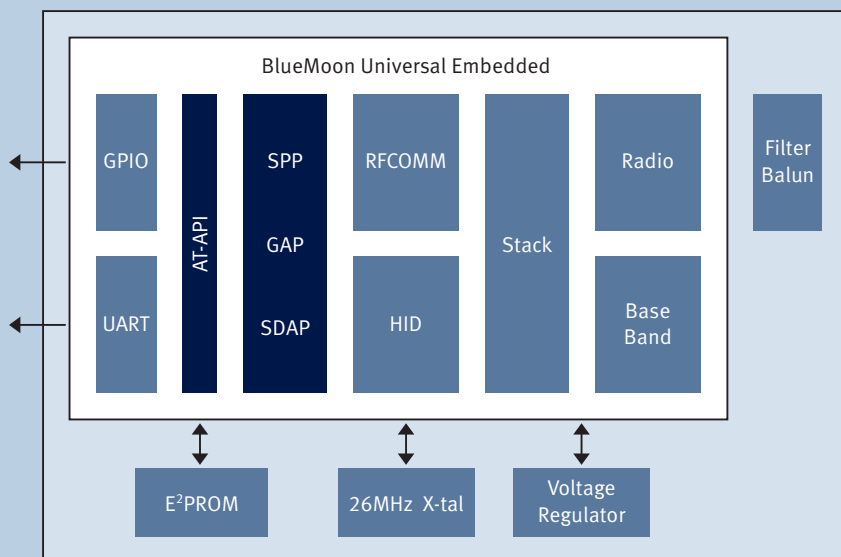 BlueMoon Universal Embedded
GPIO
UART
AT-API
SPP
GAP
SDAP
RFCOMM
HID
Stack
Radio
Base
Band
Filter
Balun
E²PROM
26MHz X-tal
Voltage
Regulator